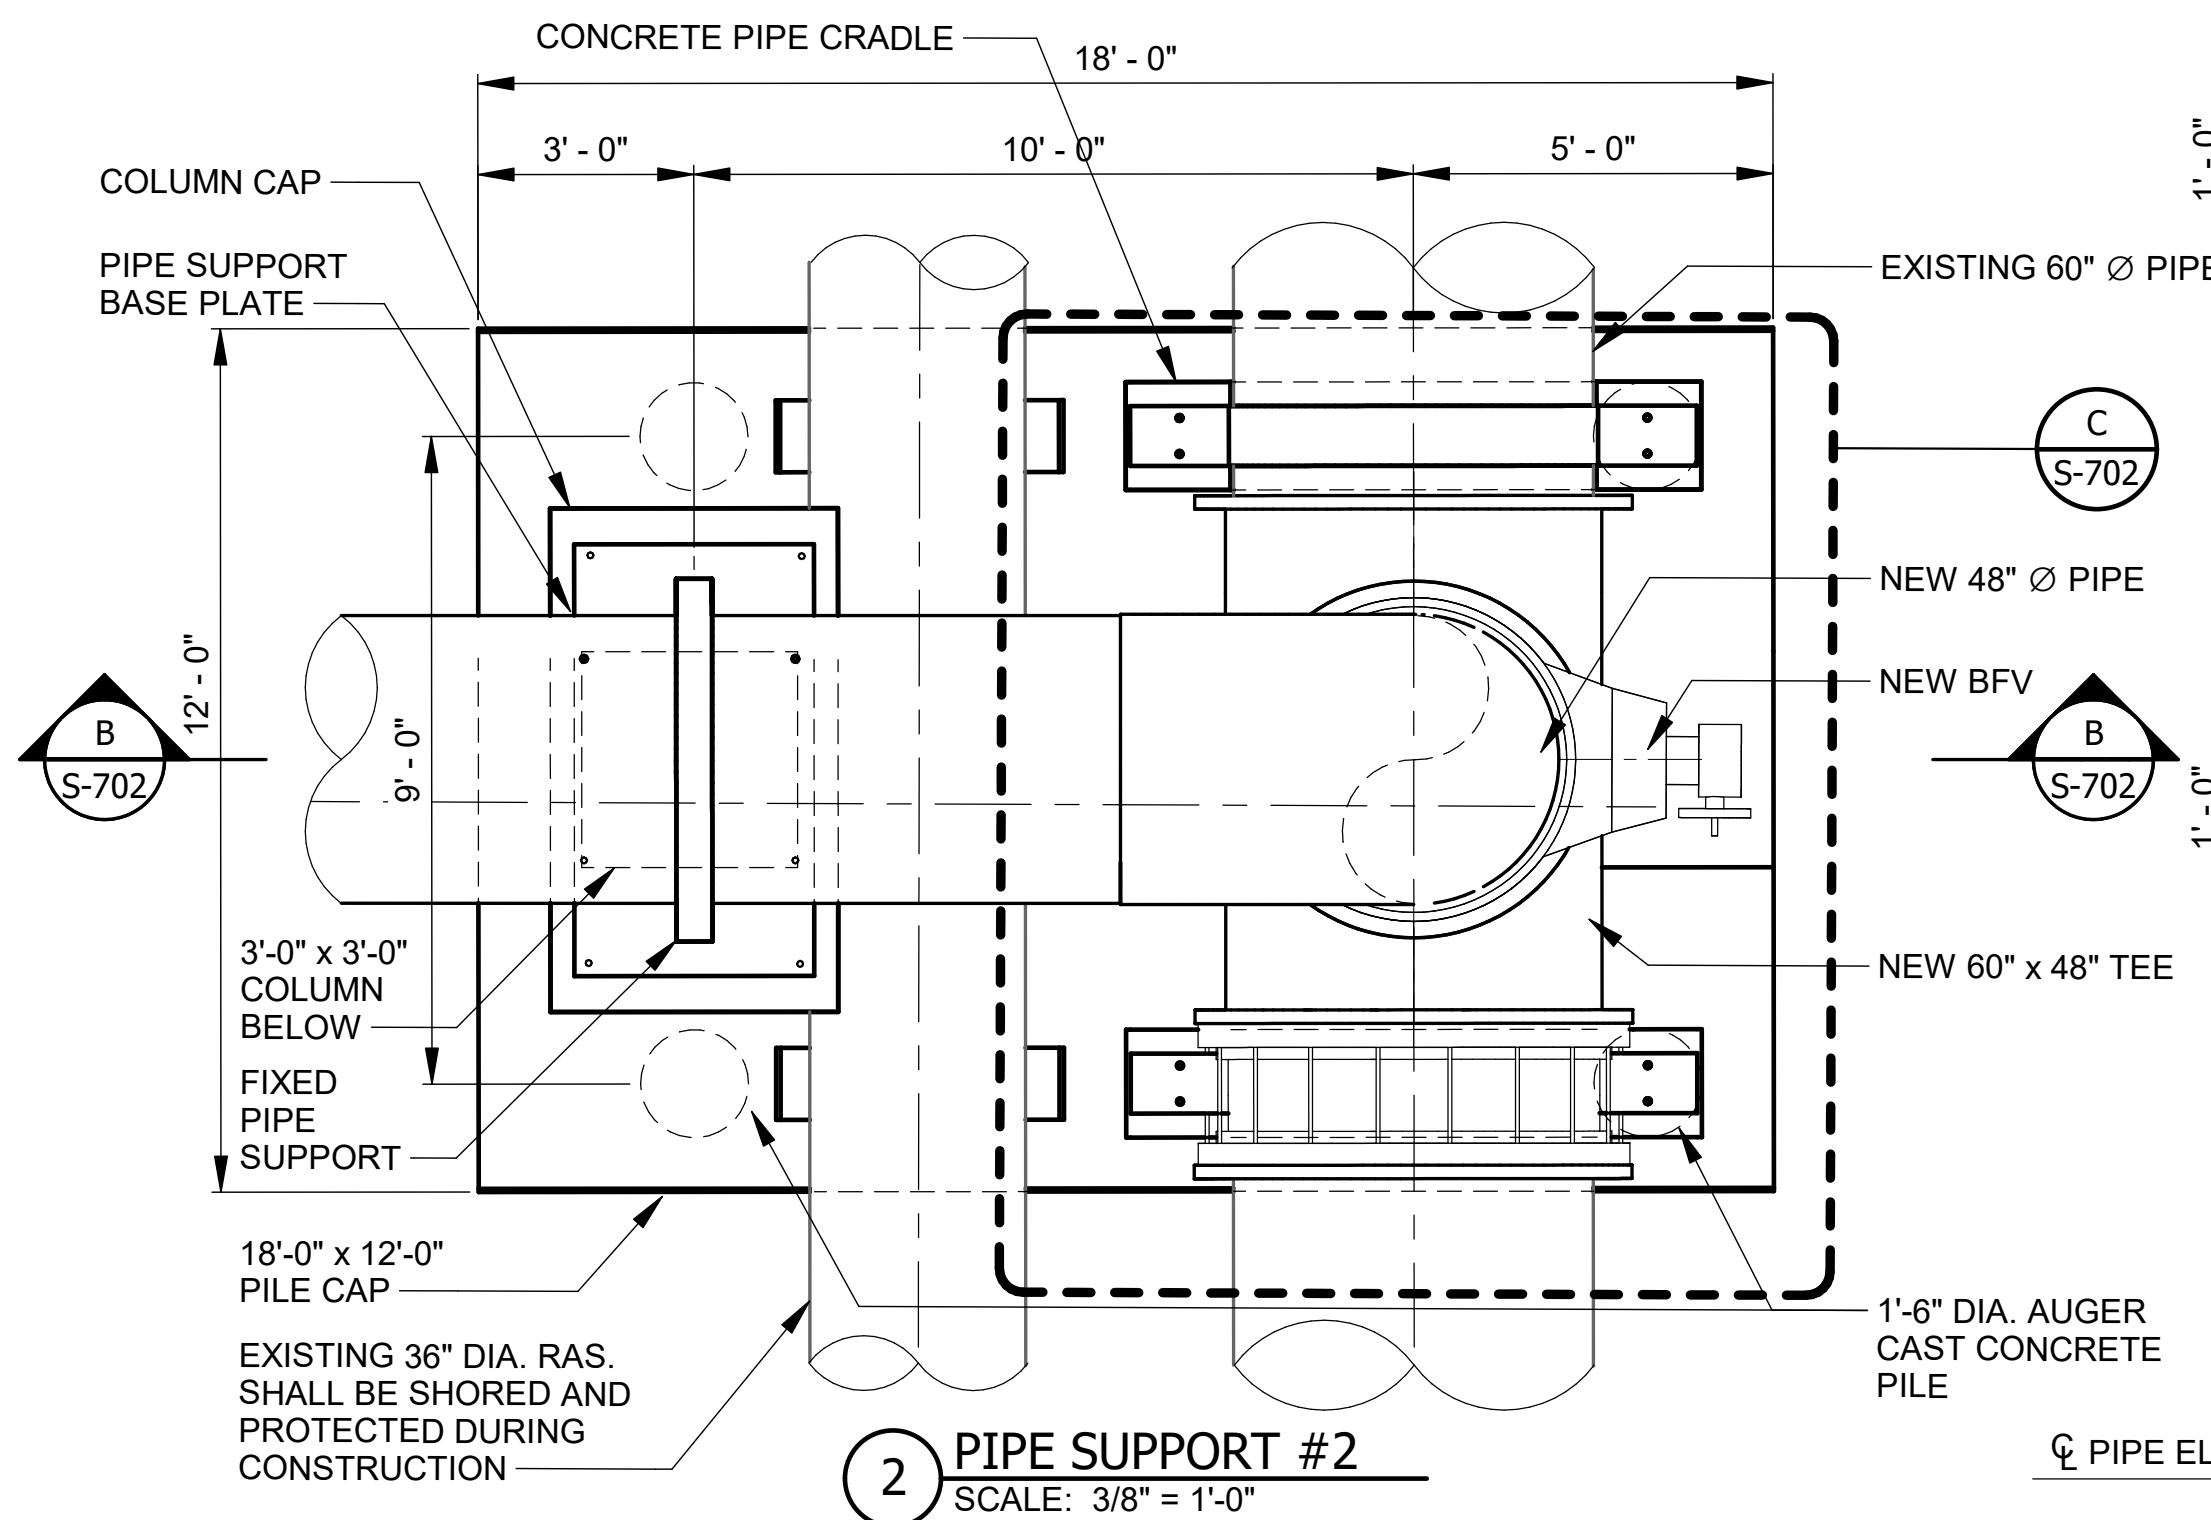 CONCRETE PIPE CRADLE
18' - 0"
3' - 0"
10' - 0"
5' - 0"
1' - 0"
COLUMN CAP
PIPE SUPPORT
BASE PLATE
EXISTING 60" Ø PIPE
C
S-702
NEW 48" Ø PIPE
NEW BFV
B
S-702
12' - 0"
9' - 0"
B
S-702
1' - 0"
3'-0" x 3'-0"
COLUMN
BELOW
NEW 60" x 48" TEE
FIXED
PIPE
SUPPORT
18'-0" x 12'-0"
PILE CAP
1'-6" DIA. AUGER
CAST CONCRETE
PILE
EXISTING 36" DIA. RAS.
SHALL BE SHORED AND
PROTECTED DURING
CONSTRUCTION
2
PIPE SUPPORT #2
SCALE: 3/8" = 1'-0"
℄ PIPE EL